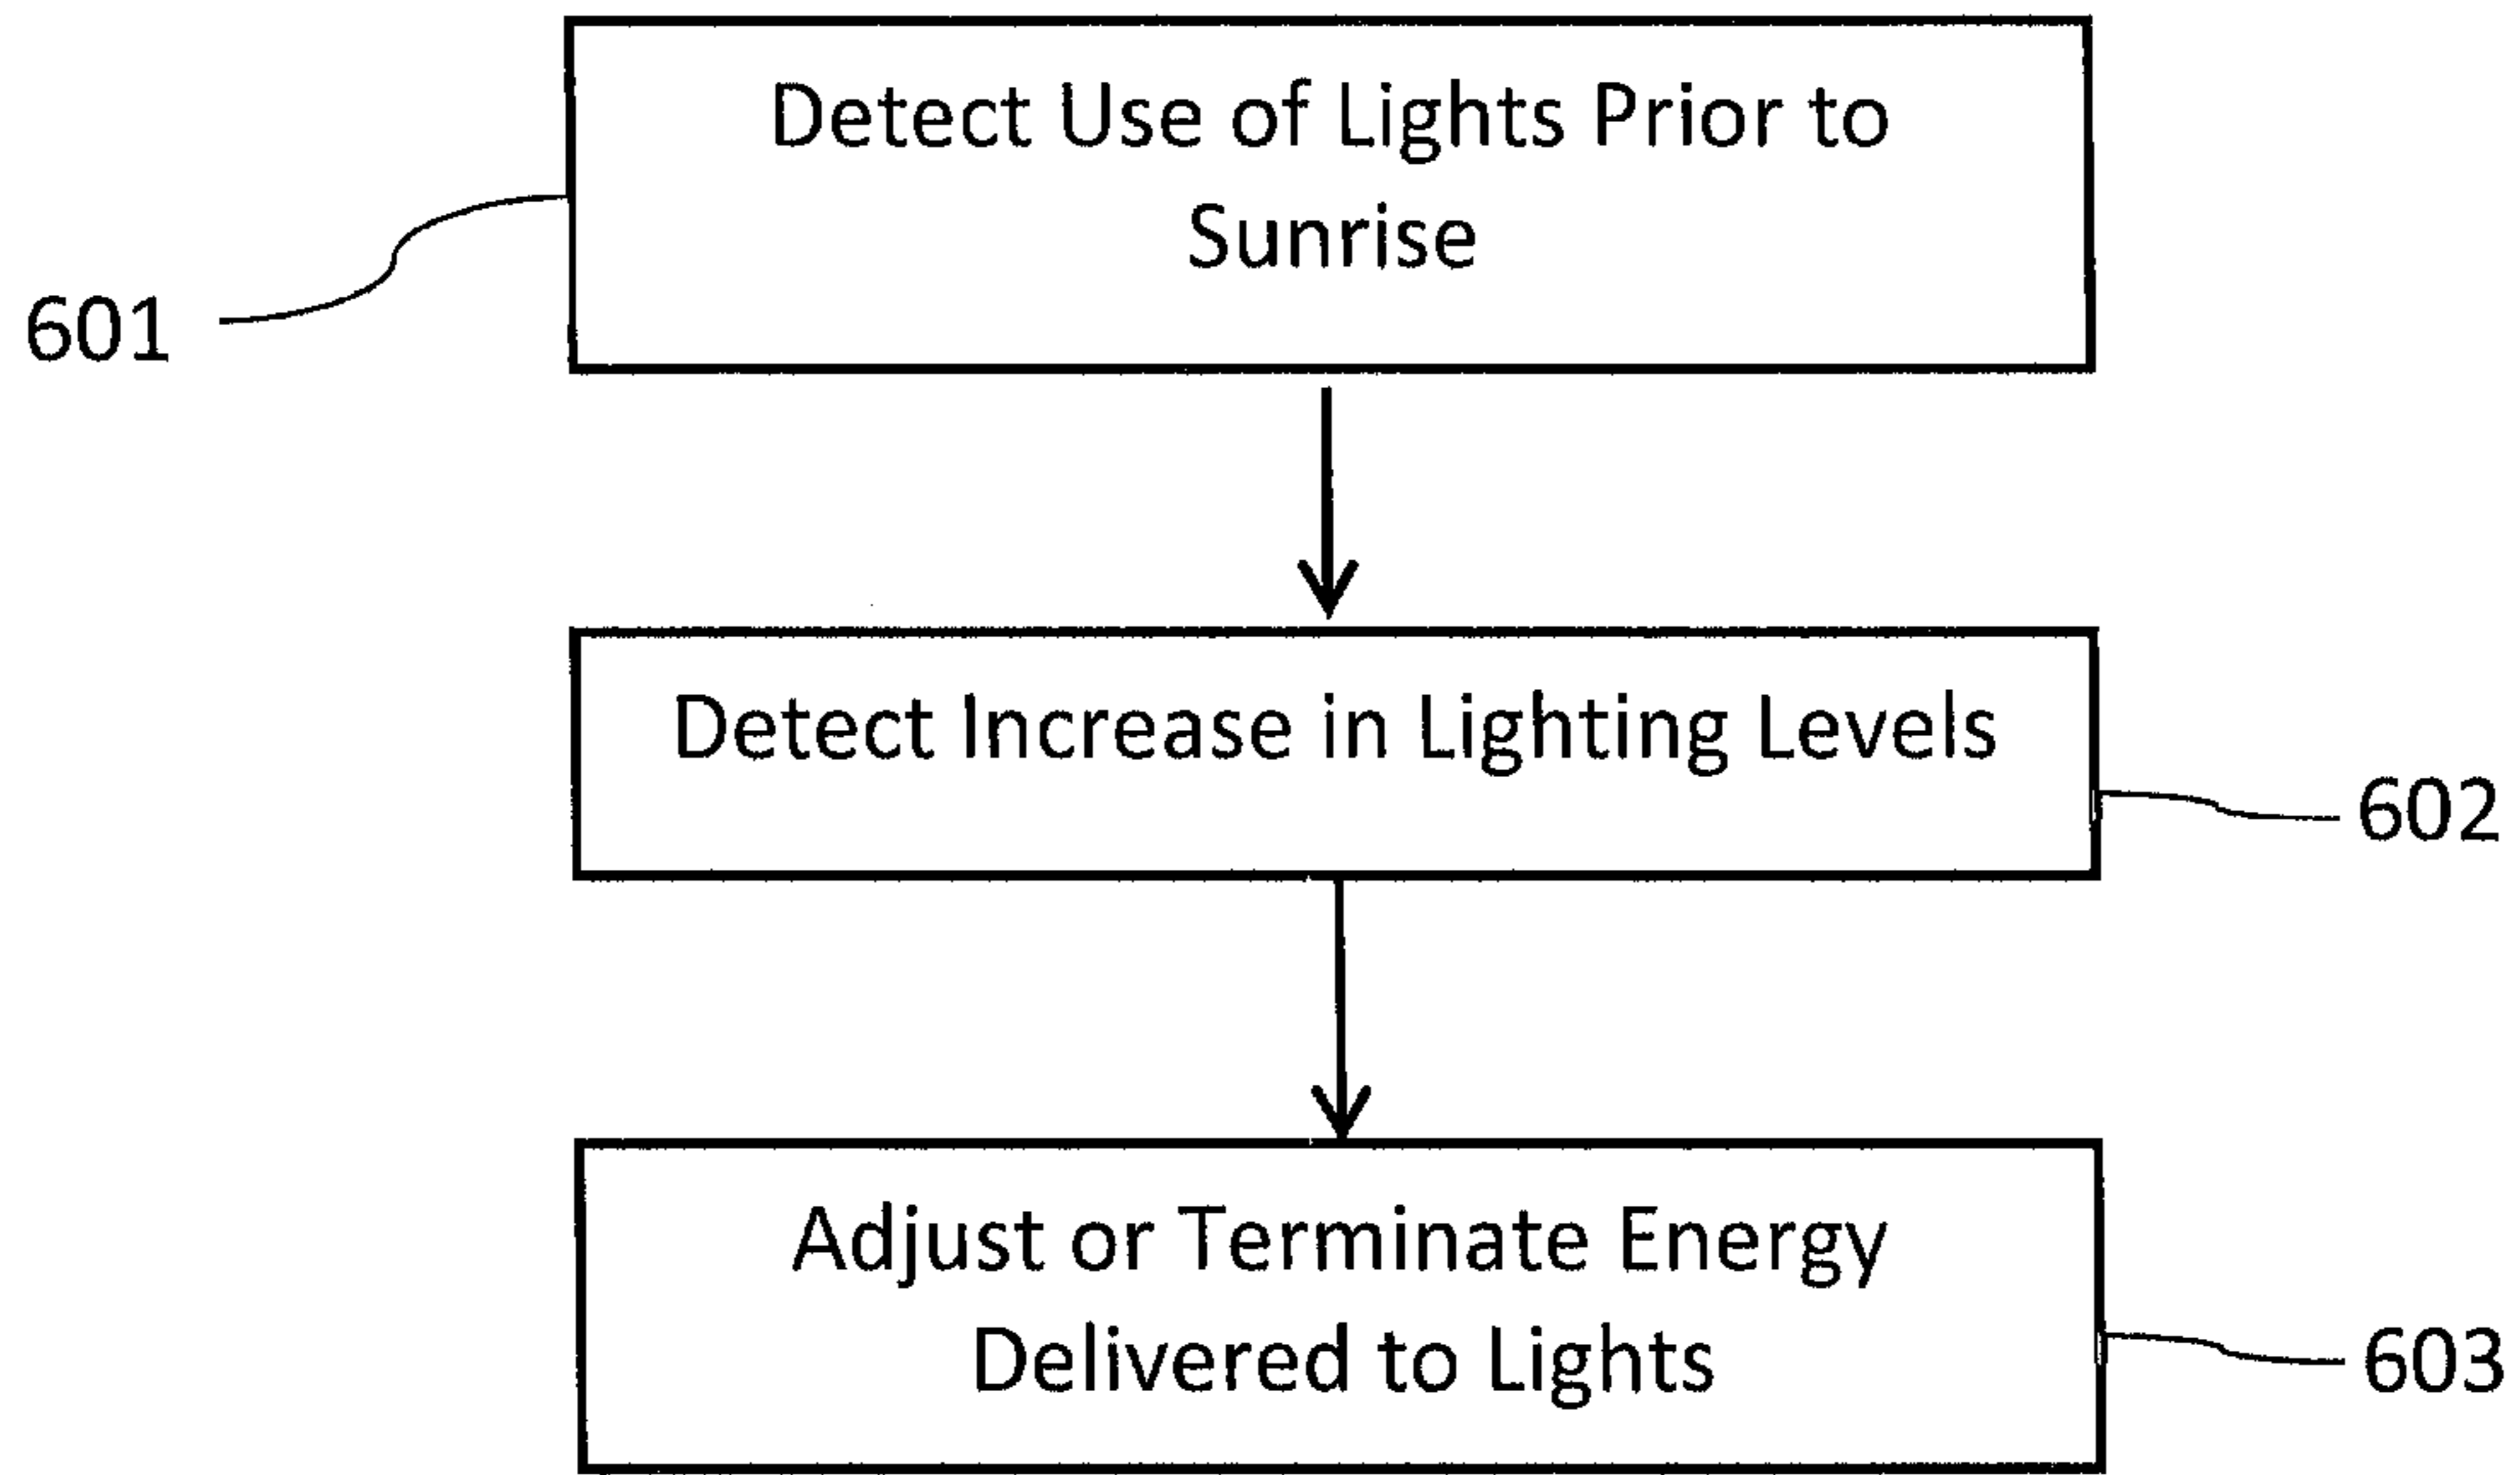 Detect Use of Lights Prior to
Sunrise
601
Detect Increase in Lighting Levels
602
Adjust or Terminate Energy
Delivered to Lights
603